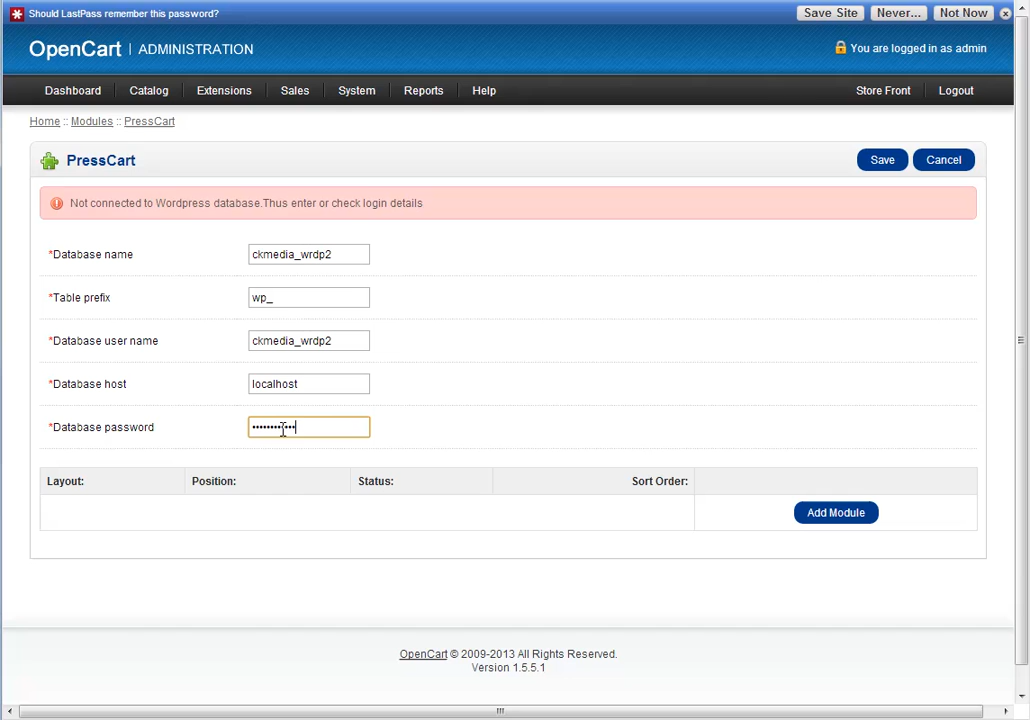 Should LastPass remember this password? Save Site Never... Not Now
OpenCart | ADMINISTRATION You are logged in as admin
Dashboard Catalog Extensions Sales System Reports Help Store Front Logout
Home :: Modules :: PressCart
PressCart Save Cancel
Not connected to Wordpress database.Thus enter or check login details
*Database name ckmedia_wrdp2
*Table prefix wp_
*Database user name ckmedia_wrdp2
*Database host localhost
*Database password ••••••••••••
Layout: Position: Status: Sort Order:
Add Module
OpenCart © 2009-2013 All Rights Reserved.
Version 1.5.5.1